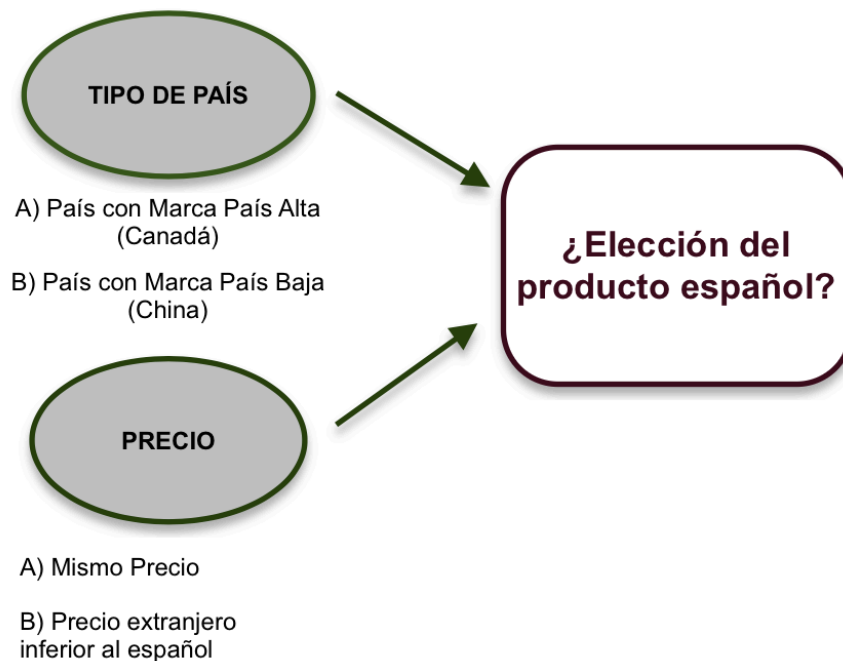 TIPO DE PAÍS
A) País con Marca País Alta
(Canadá)
B) País con Marca País Baja
(China)
¿Elección del
producto español?
PRECIO
A) Mismo Precio
B) Precio extranjero
inferior al español